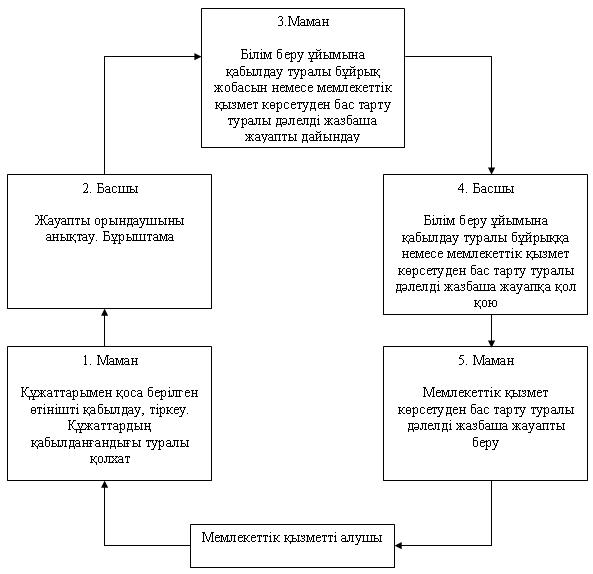 3.Маман
Білім беру ұйымына
қабылдау туралы бұйрық
жобасын немесе мемлекеттік
қызмет көрсетуден бас тарту
туралы дәлелді жазбаша
жауапты дайындау
2. Басшы
Жауапты орындаушыны
анықтау. Бұрыштама
4. Басшы
Білім беру ұйымына
қабылдау туралы бұйрыққа
немесе мемлекеттік қызмет
көрсетуден бас тарту туралы
дәлелді жазбаша жауапқа қол
қою
1. Маман
Құжаттарымен қоса берілген
өтінішті қабылдау, тіркеу.
Құжаттардың
қабылданғандығы туралы
қолхат
5. Маман
Мемлекеттік қызмет
көрсетуден бас тарту туралы
дәлелді жазбаша жауапты
беру
Мемлекеттік қызметті алушы